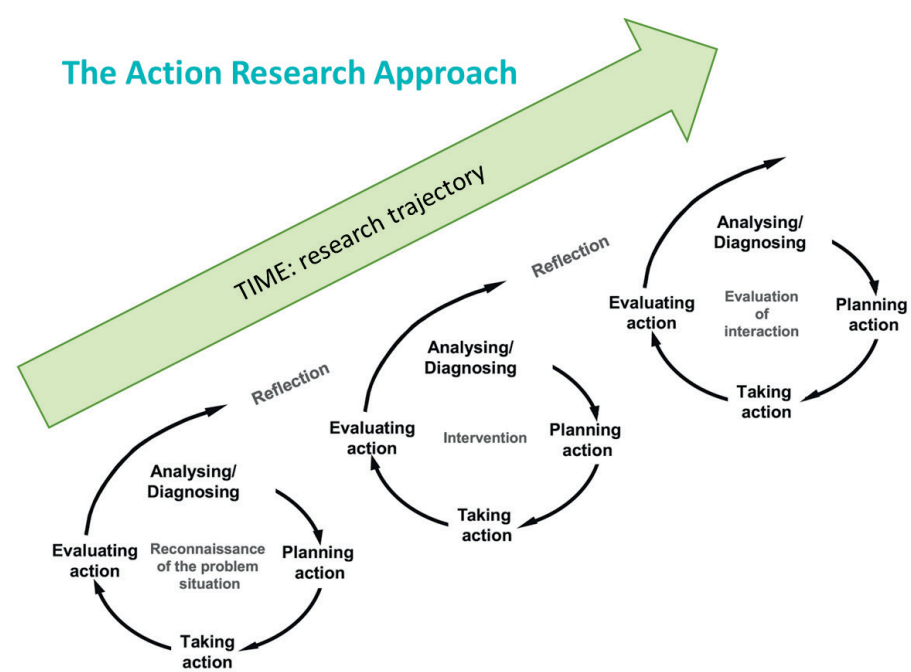 The Action Research Approach
TIME: research trajectory
Reflection
Analysing/
Diagnosing
Evaluating
action
Reconnaissance
of the problem
situation
Planning
action
Taking
action
Reflection
Analysing/
Diagnosing
Evaluating
action
Intervention
Planning
action
Taking
action
Analysing/
Diagnosing
Evaluating
action
Evaluation
of
interaction
Planning
action
Taking
action